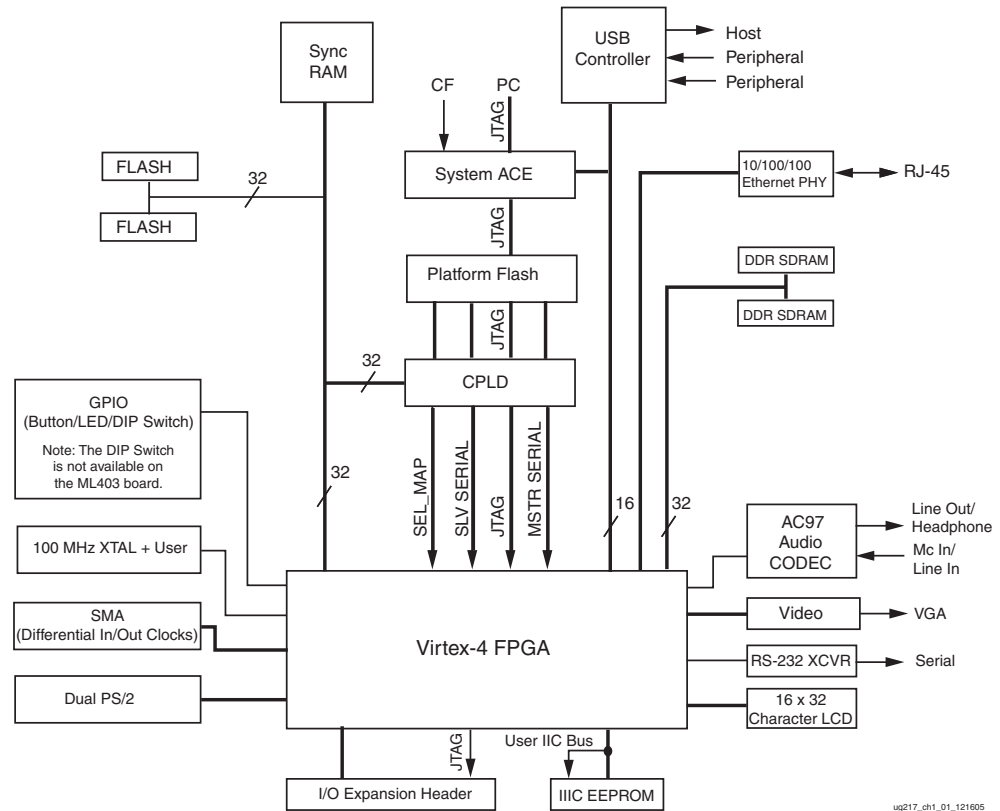 Sync
RAM
USB
Controller
Host
Peripheral
Peripheral
CF
PC
JTAG
FLASH
FLASH
32
System ACE
10/100/100
Ethernet PHY
RJ-45
JTAG
Platform Flash
DDR SDRAM
DDR SDRAM
JTAG
32
CPLD
GPIO
(Button/LED/DIP Switch)
Note: The DIP Switch
is not available on
the ML403 board.
32
SEL_MAP
SLV SERIAL
JTAG
MSTR SERIAL
16
32
AC97
Audio
CODEC
Line Out/
Headphone
Mc In/
Line In
100 MHz XTAL + User
SMA
(Differential In/Out Clocks)
Dual PS/2
Virtex-4 FPGA
Video
VGA
RS-232 XCVR
Serial
16 x 32
Character LCD
JTAG
User IIC Bus
I/O Expansion Header
IIIC EEPROM
ug217_ch1_01_121605